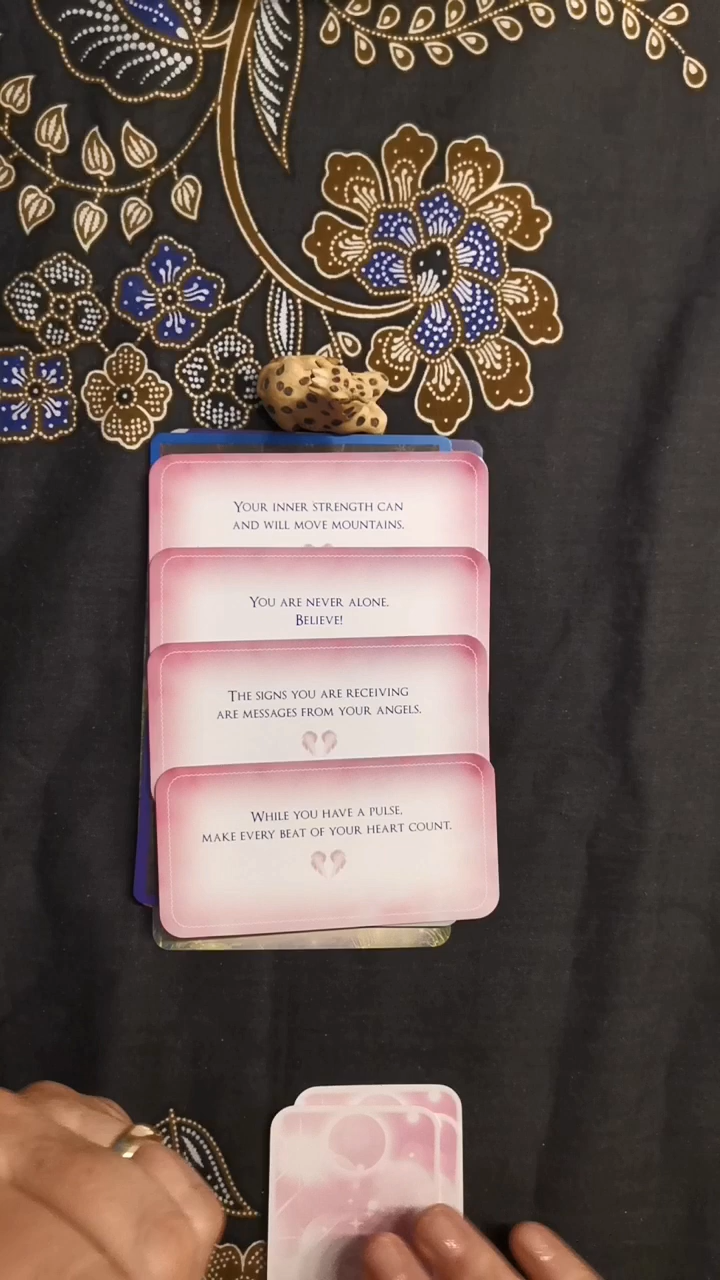 Your inner strength can
and will move mountains.
You are never alone.
Believe!
The signs you are receiving
are messages from your angels.
While you have a pulse,
make every beat of your heart count.